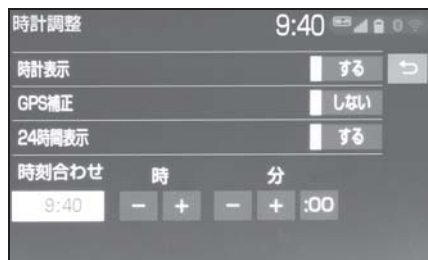 時計調整 9:40 0
時計表示 する
GPS補正 しない
24時間表示 する
時刻合わせ 時 分
9:40 − + − + :00